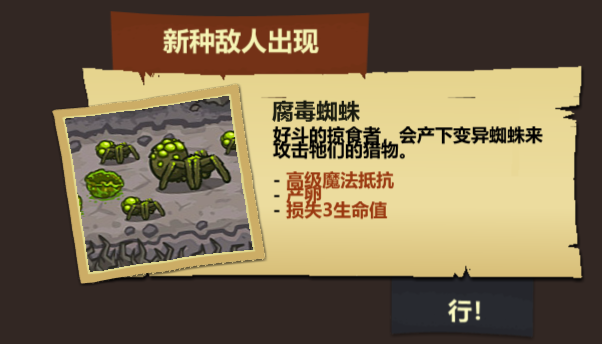 新种敌人出现
腐毒蜘蛛
好斗的掠食者，会产下变异蜘蛛来
攻击牠们的猎物。
- 高级魔法抵抗
- 产卵
- 损失3生命值
行!